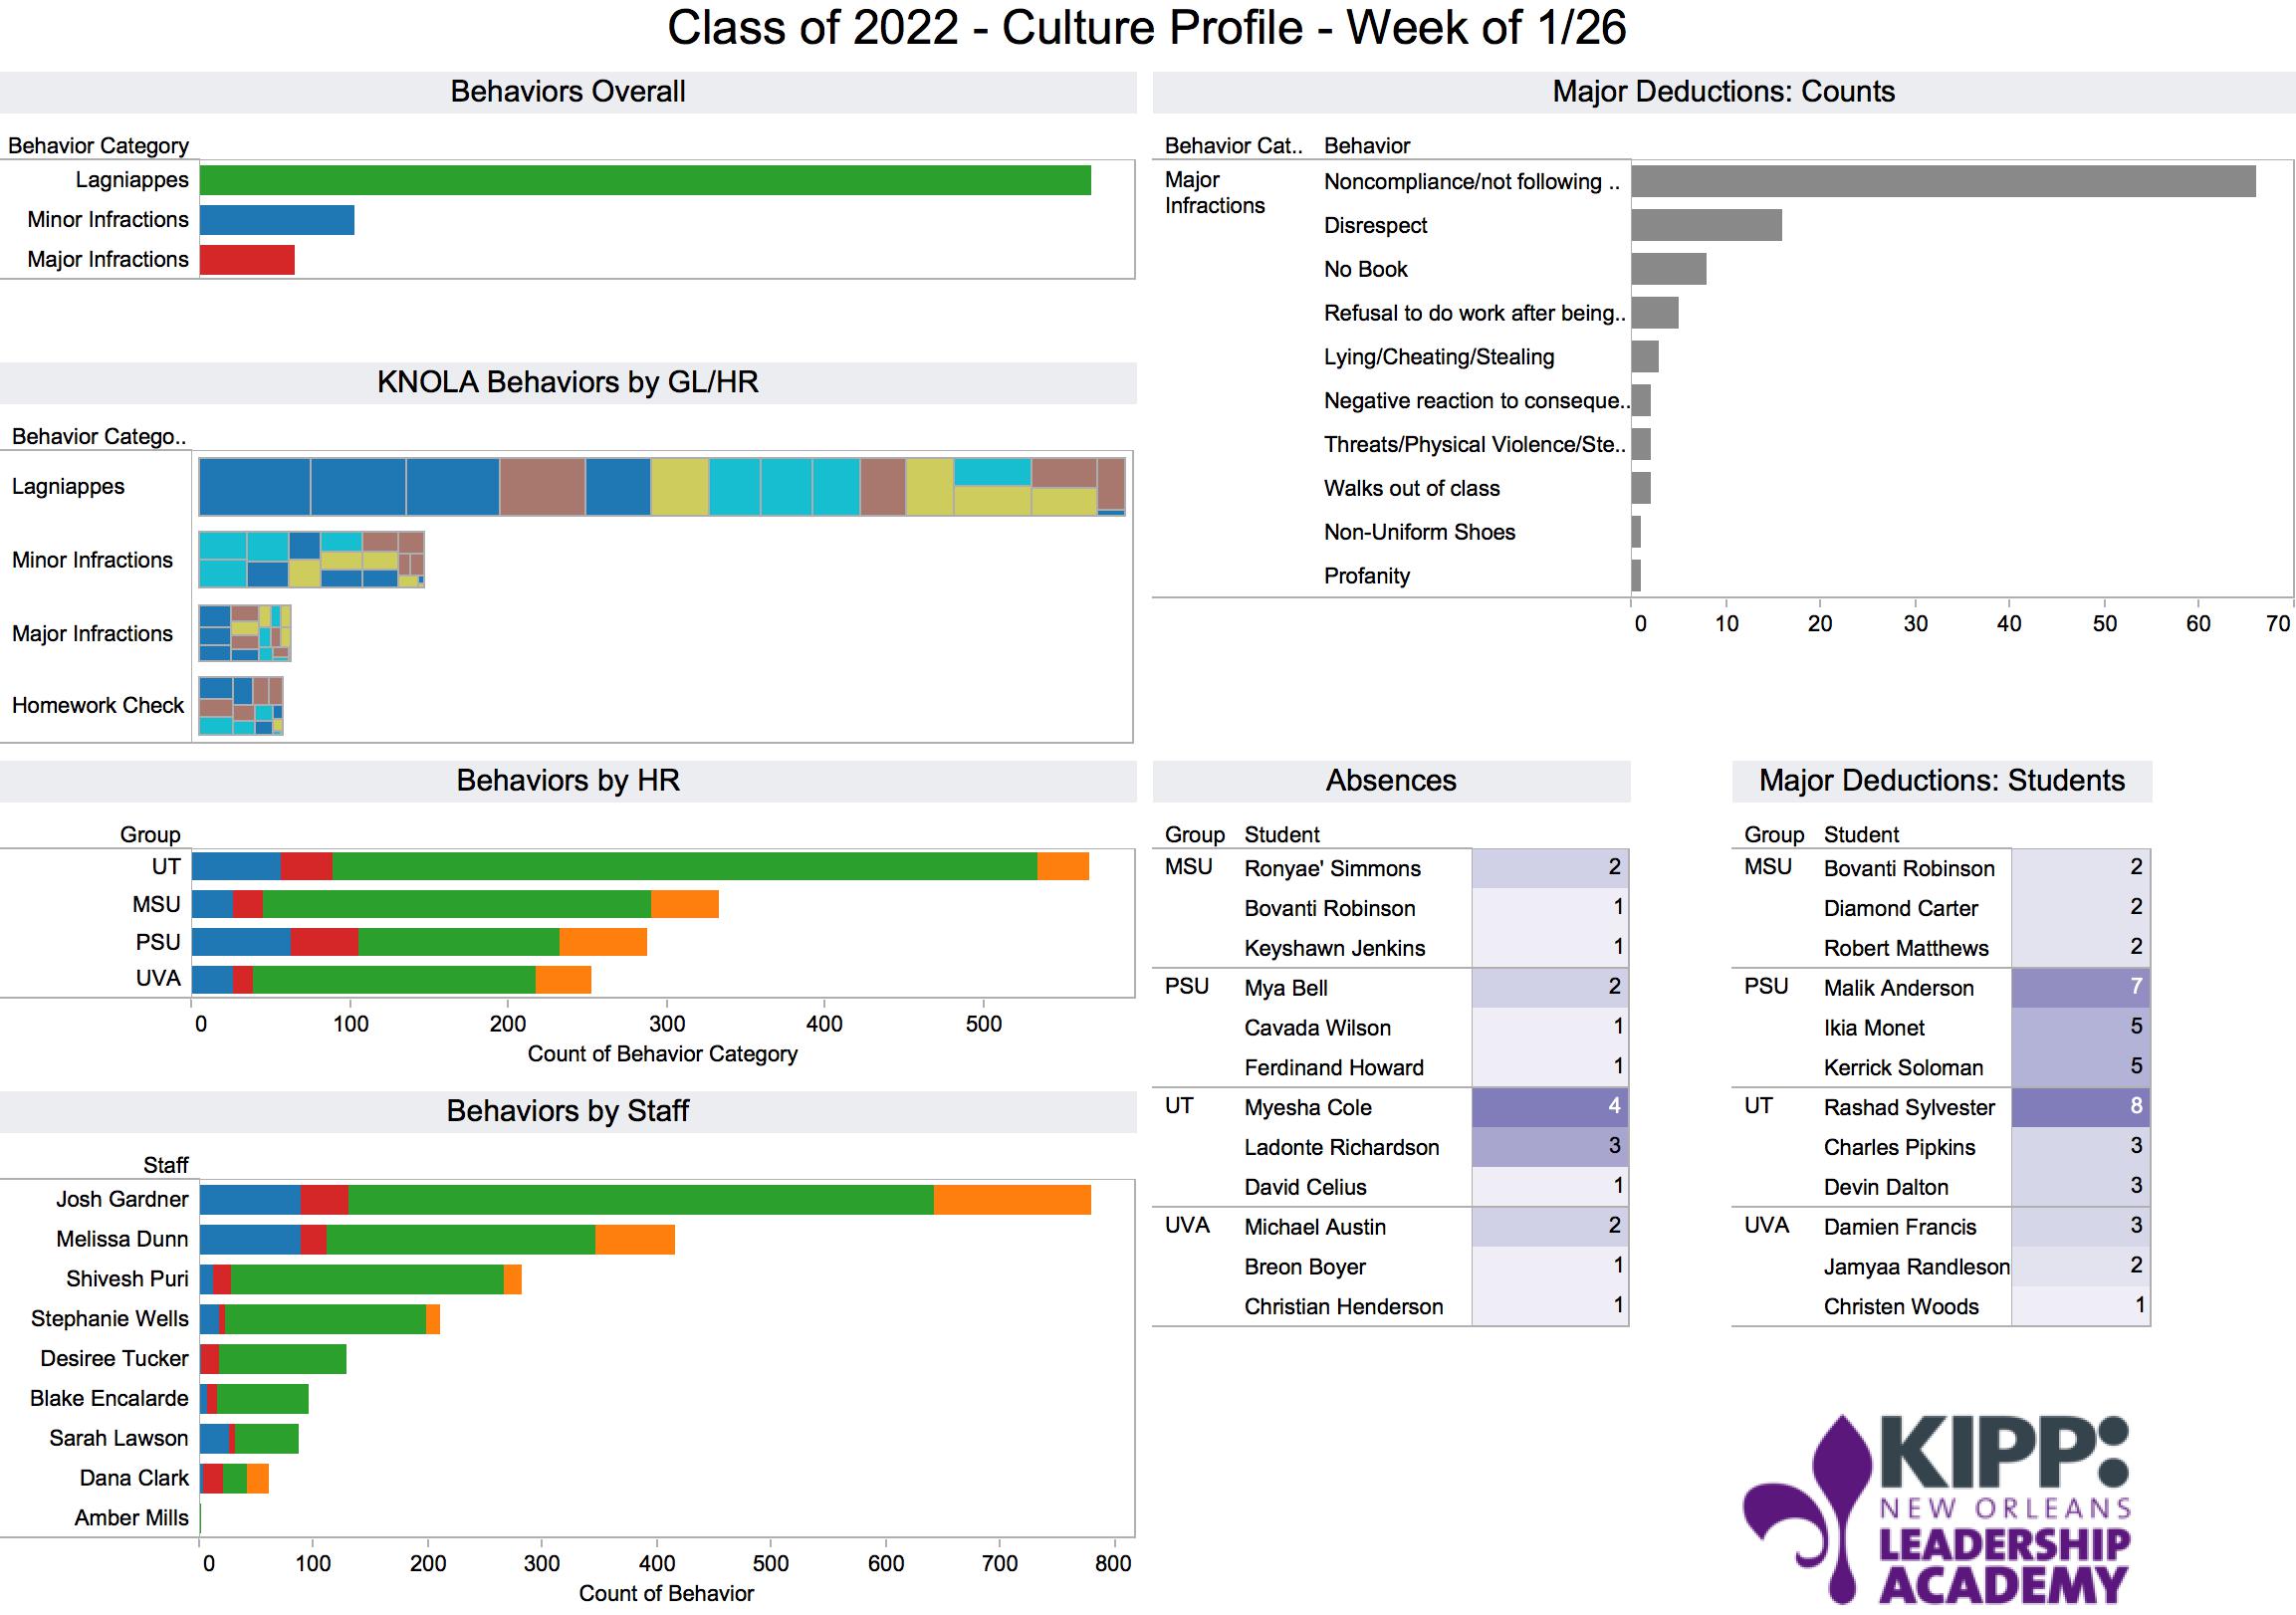 Class of 2022 - Culture Profile - Week of 1/26
Behaviors Overall
Behavior Category
Lagniappes
Minor Infractions
Major Infractions
KNOLA Behaviors by GL/HR
Behavior Catego..
Lagniappes
Minor Infractions
Major Infractions
Homework Check
Behaviors by HR
Group
UT
MSU
PSU
UVA
0 100 200 300 400 500
Count of Behavior Category
Behaviors by Staff
Staff
Josh Gardner
Melissa Dunn
Shivesh Puri
Stephanie Wells
Desiree Tucker
Blake Encalarde
Sarah Lawson
Dana Clark
Amber Mills
0 100 200 300 400 500 600 700 800
Count of Behavior
Major Deductions: Counts
Behavior Cat.. Behavior
Major Noncompliance/not following ..
Infractions
Disrespect
No Book
Refusal to do work after being..
Lying/Cheating/Stealing
Negative reaction to conseque..
Threats/Physical Violence/Ste..
Walks out of class
Non-Uniform Shoes
Profanity
0 10 20 30 40 50 60 70
Absences
Group Student
MSU Ronyae' Simmons 2
Bovanti Robinson 1
Keyshawn Jenkins 1
PSU Mya Bell 2
Cavada Wilson 1
Ferdinand Howard 1
UT Myesha Cole 4
Ladonte Richardson 3
David Celius 1
UVA Michael Austin 2
Breon Boyer 1
Christian Henderson 1
Major Deductions: Students
Group Student
MSU Bovanti Robinson 2
Diamond Carter 2
Robert Matthews 2
PSU Malik Anderson 7
Ikia Monet 5
Kerrick Soloman 5
UT Rashad Sylvester 8
Charles Pipkins 3
Devin Dalton 3
UVA Damien Francis 3
Jamyaa Randleson 2
Christen Woods 1
KIPP:
NEW ORLEANS
LEADERSHIP
ACADEMY